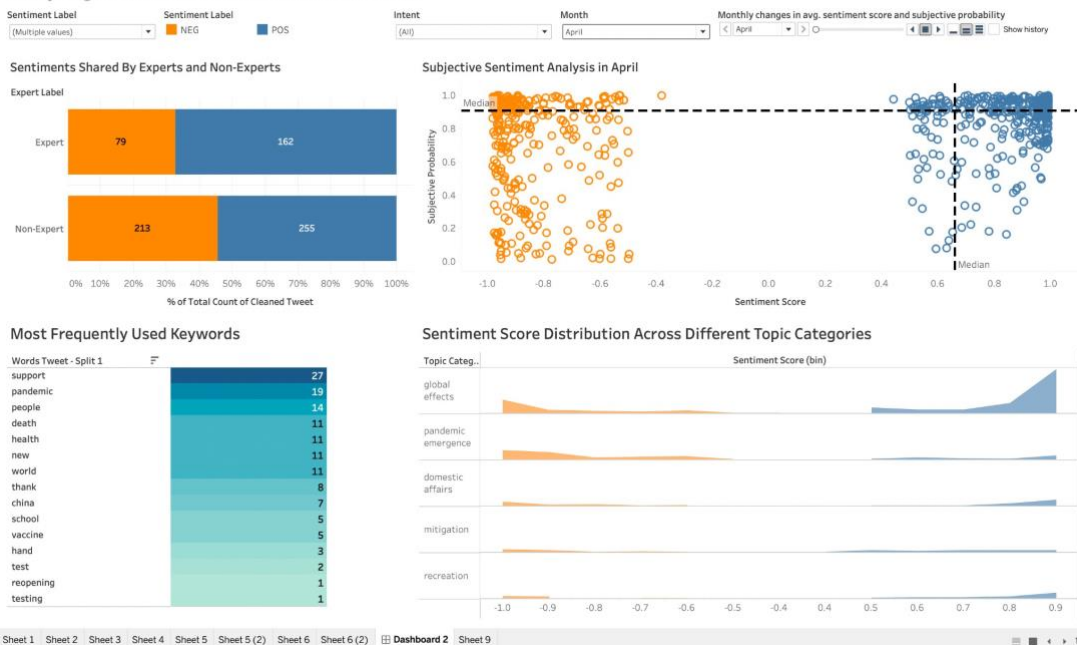 Sentiment Label
(Multiple values)
Sentiment Label
NEG
POS
Intent
(All)
Month
April
Monthly changes in avg. sentiment score and subjective probability
April
Show history
Sentiments Shared By Experts and Non-Experts
Expert Label
Expert
79
162
Non-Expert
213
255
0% 10% 20% 30% 40% 50% 60% 70% 80% 90% 100%
% of Total Count of Cleaned Tweet
Subjective Sentiment Analysis in April
Subjective Probability
1.0
Median
0.8
0.6
0.4
0.2
0.0
Median
-1.0 -0.8 -0.6 -0.4 -0.2 0.0 0.2 0.4 0.6 0.8 1.0
Sentiment Score
Most Frequently Used Keywords
Words Tweet - Split 1
support 27
pandemic 19
people 14
death 11
health 11
new 11
world 11
thank 8
china 7
school 5
vaccine 5
hand 3
test 2
reopening 1
testing 1
Sentiment Score Distribution Across Different Topic Categories
Topic Categ.. Sentiment Score (bin)
global
effects
pandemic
emergence
domestic
affairs
mitigation
recreation
-1.0 -0.9 -0.8 -0.7 -0.6 -0.5 -0.4 0.4 0.5 0.6 0.7 0.8 0.9
Sheet 1 Sheet 2 Sheet 3 Sheet 4 Sheet 5 Sheet 5 (2) Sheet 6 Sheet 6 (2) Dashboard 2 Sheet 9